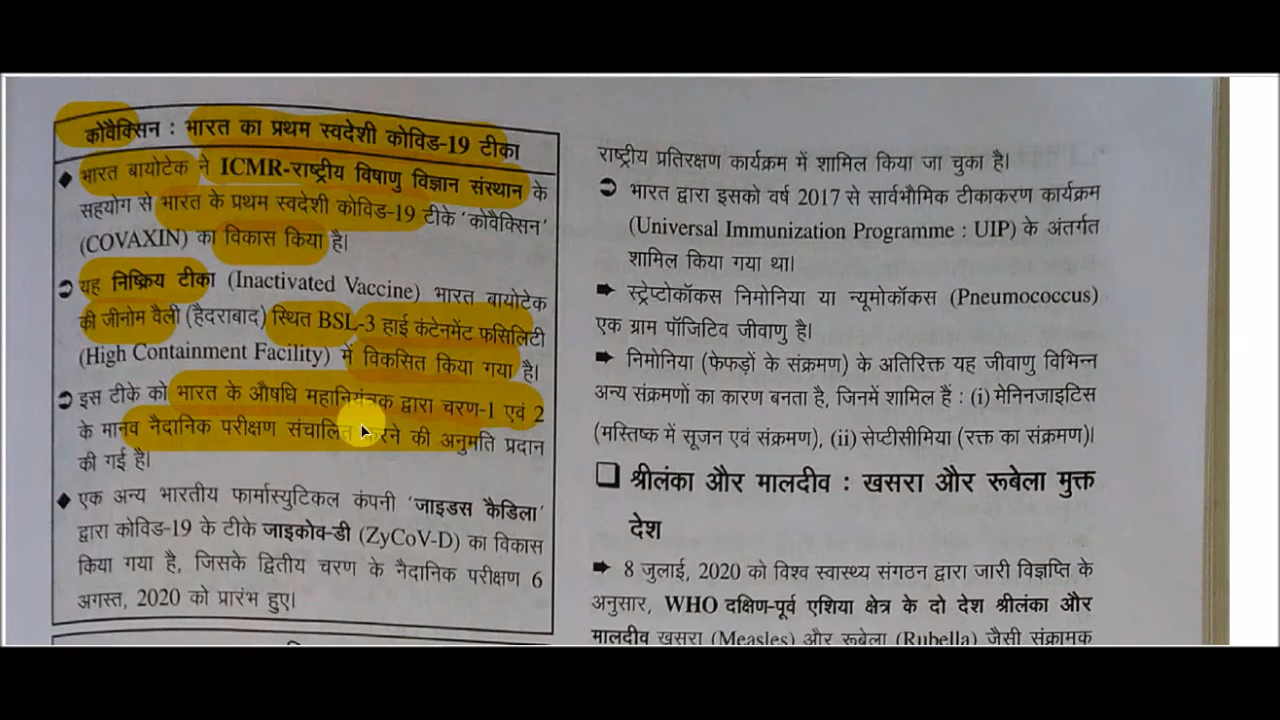 कोवैक्सिन : भारत का प्रथम स्वदेशी कोविड-19 टीका
◆ भारत बायोटेक ने ICMR-राष्ट्रीय विषाणु विज्ञान संस्थान के
सहयोग से भारत के प्रथम स्वदेशी कोविड-19 टीके 'कोवैक्सिन'
(COVAXIN) का विकास किया है।
➲ यह निष्क्रिय टीका (Inactivated Vaccine) भारत बायोटेक
की जीनोम वैली (हैदराबाद) स्थित BSL-3 हाई कंटेनमेंट फसिलिटी
(High Containment Facility) में विकसित किया गया है।
➲ इस टीके को भारत के औषधि महानियंत्रक द्वारा चरण-1 एवं 2
के मानव नैदानिक परीक्षण संचालित करने की अनुमति प्रदान
की गई है।
◆ एक अन्य भारतीय फार्मास्युटिकल कंपनी 'जाइडस कैडिला'
द्वारा कोविड-19 के टीके जाइकोव-डी (ZyCoV-D) का विकास
किया गया है, जिसके द्वितीय चरण के नैदानिक परीक्षण 6
अगस्त, 2020 को प्रारंभ हुए।
राष्ट्रीय प्रतिरक्षण कार्यक्रम में शामिल किया जा चुका है।
➲ भारत द्वारा इसको वर्ष 2017 से सार्वभौमिक टीकाकरण कार्यक्रम
(Universal Immunization Programme : UIP) के अंतर्गत
शामिल किया गया था।
➡ स्ट्रेप्टोकॉकस निमोनिया या न्यूमोकॉकस (Pneumococcus)
एक ग्राम पॉजिटिव जीवाणु है।
➡ निमोनिया (फेफड़ों के संक्रमण) के अतिरिक्त यह जीवाणु विभिन्न
अन्य संक्रमणों का कारण बनता है, जिनमें शामिल हैं : (i) मेनिनजाइटिस
(मस्तिष्क में सूजन एवं संक्रमण), (ii) सेप्टीसीमिया (रक्त का संक्रमण)।
❑ श्रीलंका और मालदीव : खसरा और रूबेला मुक्त
देश
➡ 8 जुलाई, 2020 को विश्व स्वास्थ्य संगठन द्वारा जारी विज्ञप्ति के
अनुसार, WHO दक्षिण-पूर्व एशिया क्षेत्र के दो देश श्रीलंका और
मालदीव खसरा (Measles) और रूबेला (Rubella) जैसी संक्रामक